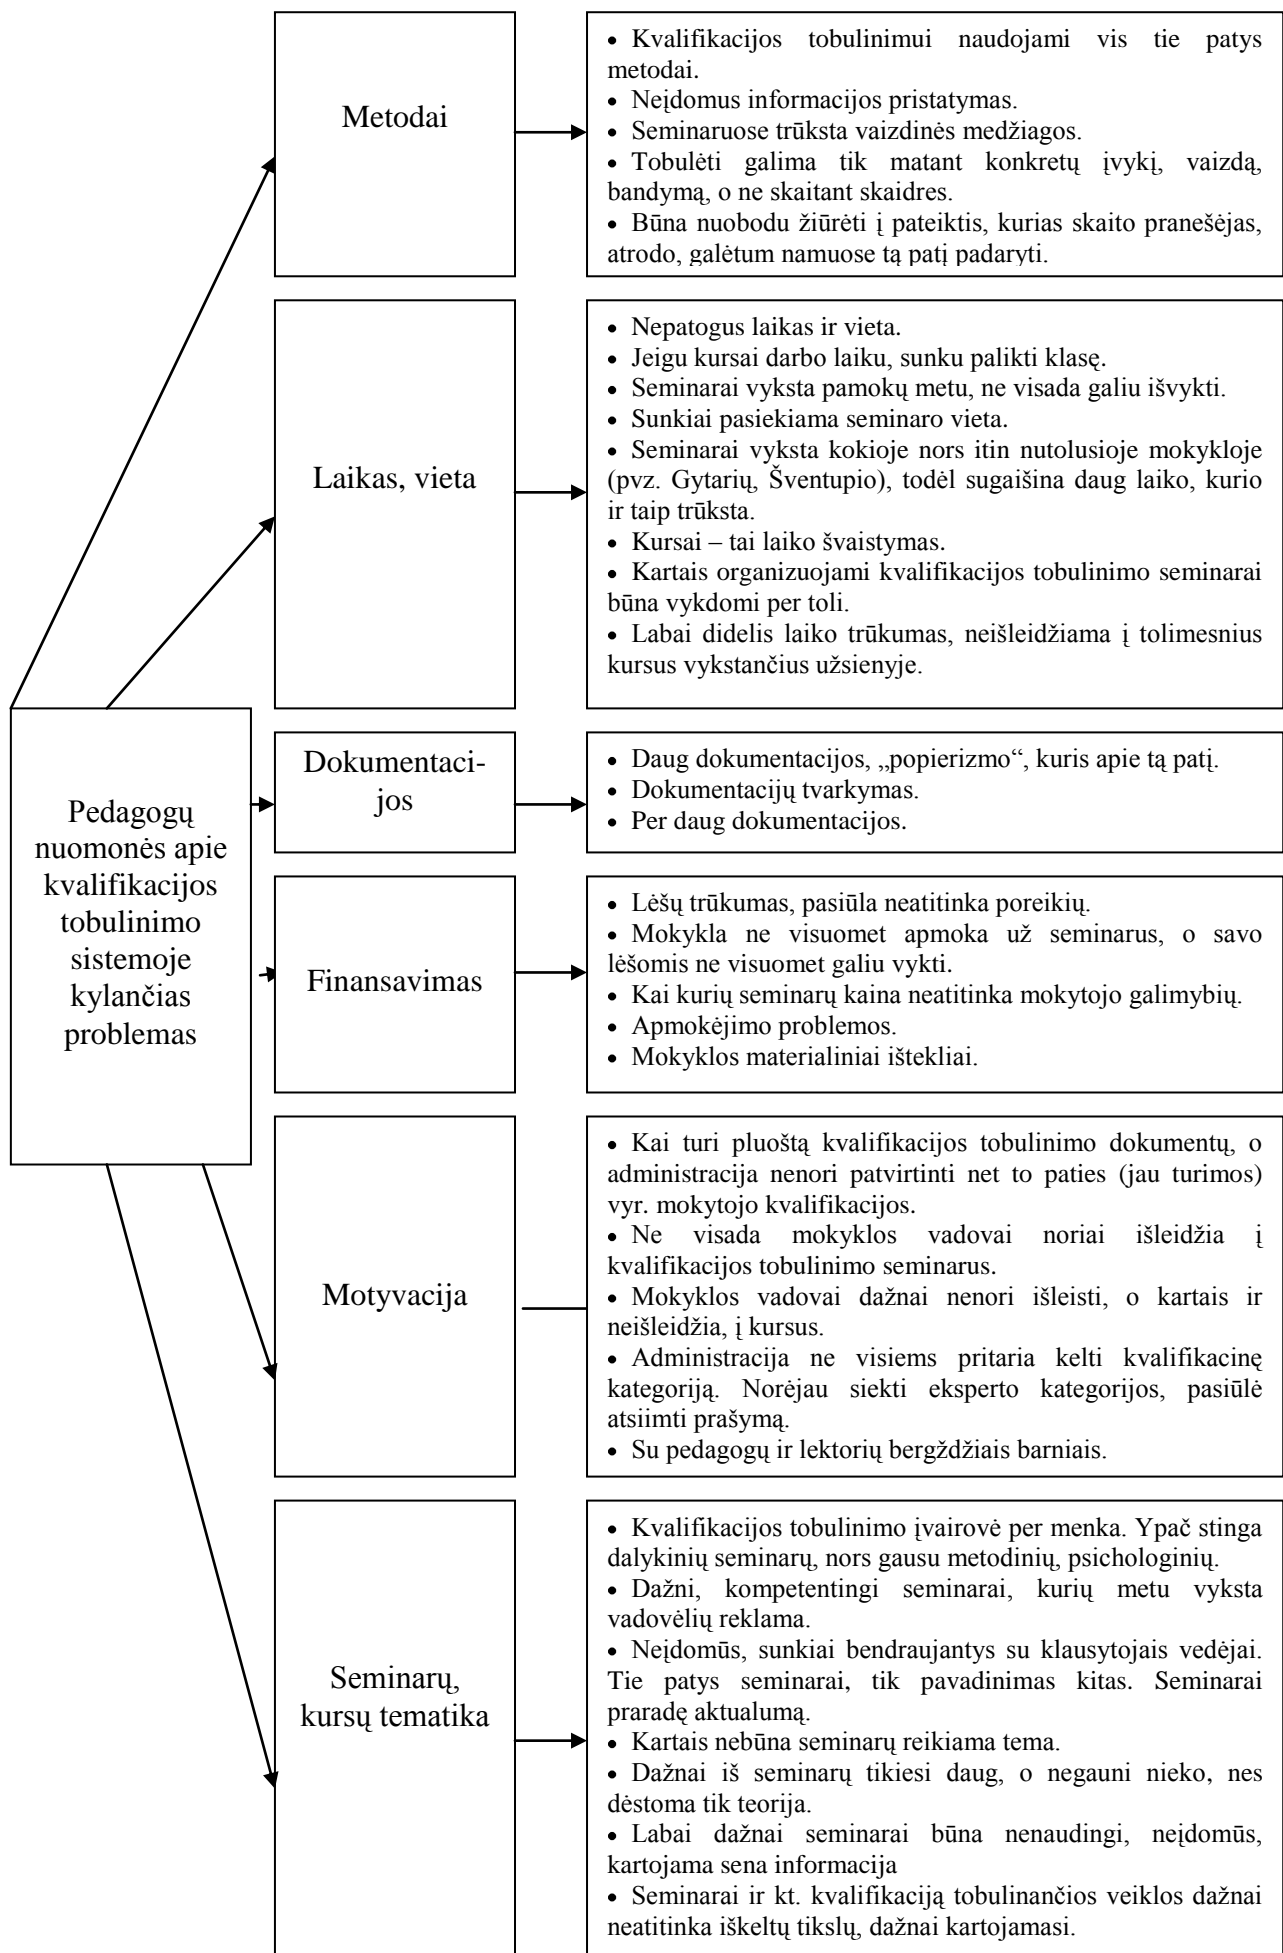 Metodai
• Kvalifikacijos tobulinimui naudojami vis tie patys
metodai.
• Neįdomus informacijos pristatymas.
• Seminaruose trūksta vaizdinės medžiagos.
• Tobulėti galima tik matant konkretų įvykį, vaizdą,
bandymą, o ne skaitant skaidres.
• Būna nuobodu žiūrėti į pateiktis, kurias skaito pranešėjas,
atrodo, galėtum namuose tą patį padaryti.
Laikas, vieta
• Nepatogus laikas ir vieta.
• Jeigu kursai darbo laiku, sunku palikti klasę.
• Seminarai vyksta pamokų metu, ne visada galiu išvykti.
• Sunkiai pasiekiama seminaro vieta.
• Seminarai vyksta kokioje nors itin nutolusioje mokykloje
(pvz. Gytarių, Šventupio), todėl sugaišina daug laiko, kurio
ir taip trūksta.
• Kursai – tai laiko švaistymas.
• Kartais organizuojami kvalifikacijos tobulinimo seminarai
būna vykdomi per toli.
• Labai didelis laiko trūkumas, neišleidžiama į tolimesnius
kursus vykstančius užsienyje.
Pedagogų
nuomonės apie
kvalifikacijos
tobulinimo
sistemoje
kylančias
problemas
Dokumentaci-
jos
• Daug dokumentacijos, „popierizmo“, kuris apie tą patį.
• Dokumentacijų tvarkymas.
• Per daug dokumentacijos.
Finansavimas
• Lėšų trūkumas, pasiūla neatitinka poreikių.
• Mokykla ne visuomet apmoka už seminarus, o savo
lėšomis ne visuomet galiu vykti.
• Kai kurių seminarų kaina neatitinka mokytojo galimybių.
• Apmokėjimo problemos.
• Mokyklos materialiniai ištekliai.
Motyvacija
• Kai turi pluoštą kvalifikacijos tobulinimo dokumentų, o
administracija nenori patvirtinti net to paties (jau turimos)
vyr. mokytojo kvalifikacijos.
• Ne visada mokyklos vadovai noriai išleidžia į
kvalifikacijos tobulinimo seminarus.
• Mokyklos vadovai dažnai nenori išleisti, o kartais ir
neišleidžia, į kursus.
• Administracija ne visiems pritaria kelti kvalifikacinę
kategoriją. Norėjau siekti eksperto kategorijos, pasiūlė
atsiimti prašymą.
• Su pedagogų ir lektorių bergždžiais barniais.
Seminarų,
kursų tematika
• Kvalifikacijos tobulinimo įvairovė per menka. Ypač stinga
dalykinių seminarų, nors gausu metodinių, psichologinių.
• Dažni, kompetentingi seminarai, kurių metu vyksta
vadovėlių reklama.
• Neįdomūs, sunkiai bendraujantys su klausytojais vedėjai.
Tie patys seminarai, tik pavadinimas kitas. Seminarai
praradę aktualumą.
• Kartais nebūna seminarų reikiama tema.
• Dažnai iš seminarų tikiesi daug, o negauni nieko, nes
dėstoma tik teorija.
• Labai dažnai seminarai būna nenaudingi, neįdomūs,
kartojama sena informacija
• Seminarai ir kt. kvalifikaciją tobulinančios veiklos dažnai
neatitinka iškeltų tikslų, dažnai kartojamasi.